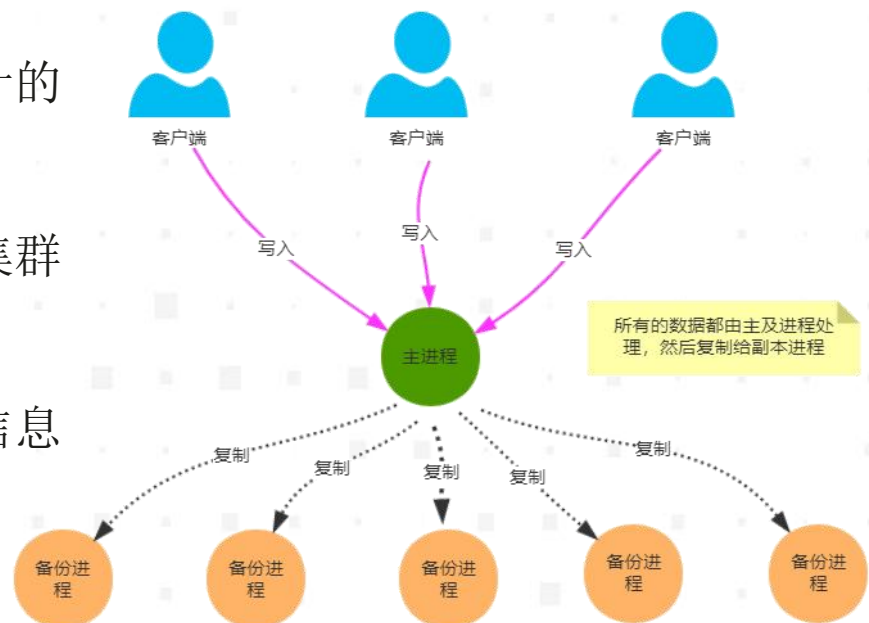 计的
客户端
客户端
客户端
写入
写入
写入
集群
所有的数据都由主及进程处
理，然后复制给副本进程
主进程
信息
复制
复制
复制
复制
复制
备份进
程
备份进
程
备份进
程
备份进
程
备份进
程